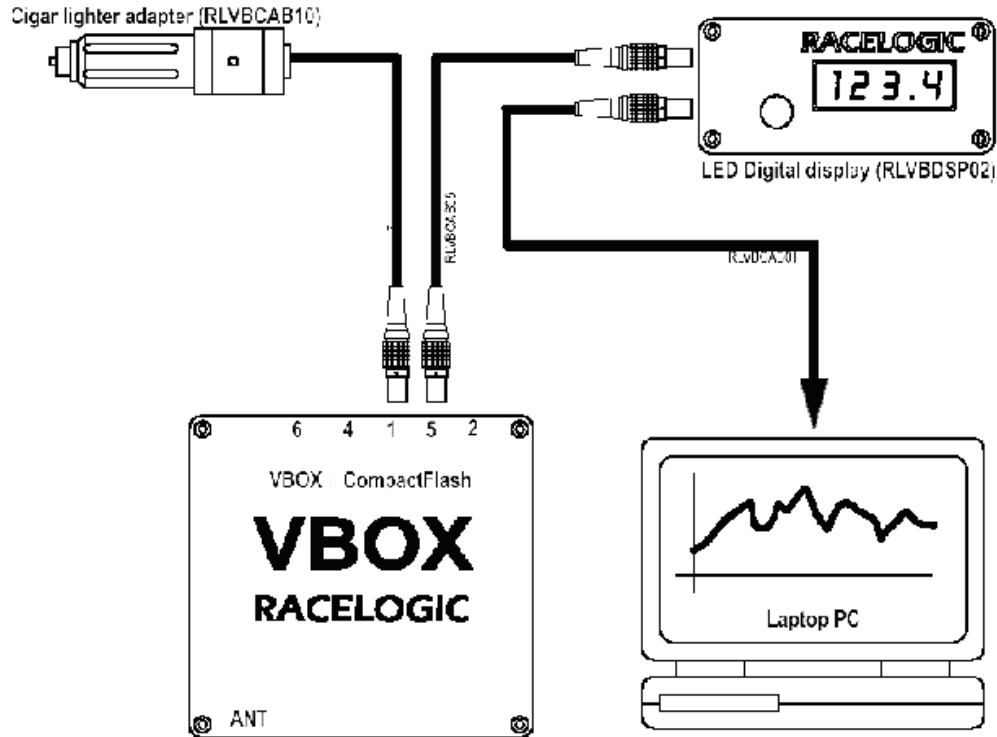 Cigar lighter adapter (RLVBCAB10)
RACELOGIC
123.4
LED Digital display (RLVBDSP02)
6 4 1 5 2
VBOX CompactFlash
VBOX
RACELOGIC
ANT
Laptop PC